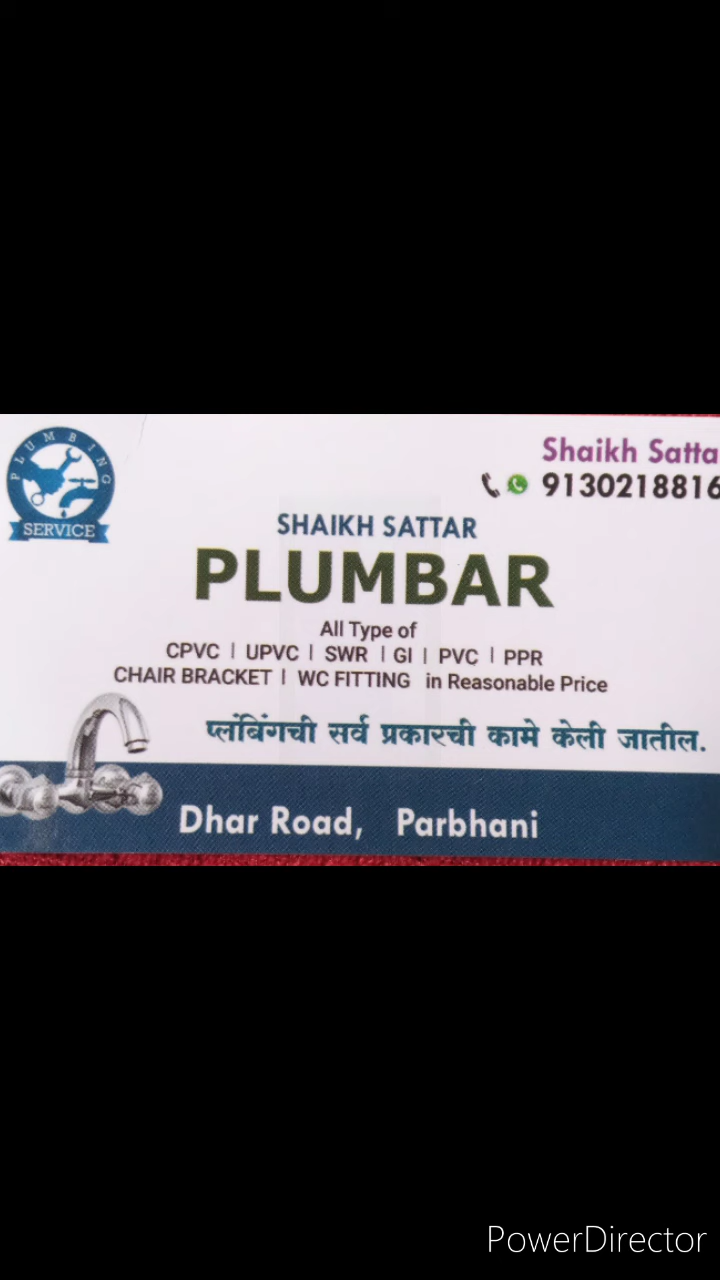 PLUMBING
SERVICE
Shaikh Satta
9130218816
SHAIKH SATTAR
PLUMBAR
All Type of
CPVC | UPVC | SWR | GI | PVC | PPR
CHAIR BRACKET | WC FITTING in Reasonable Price
प्लंबिंगची सर्व प्रकारची कामे केली जातील.
Dhar Road, Parbhani
PowerDirector